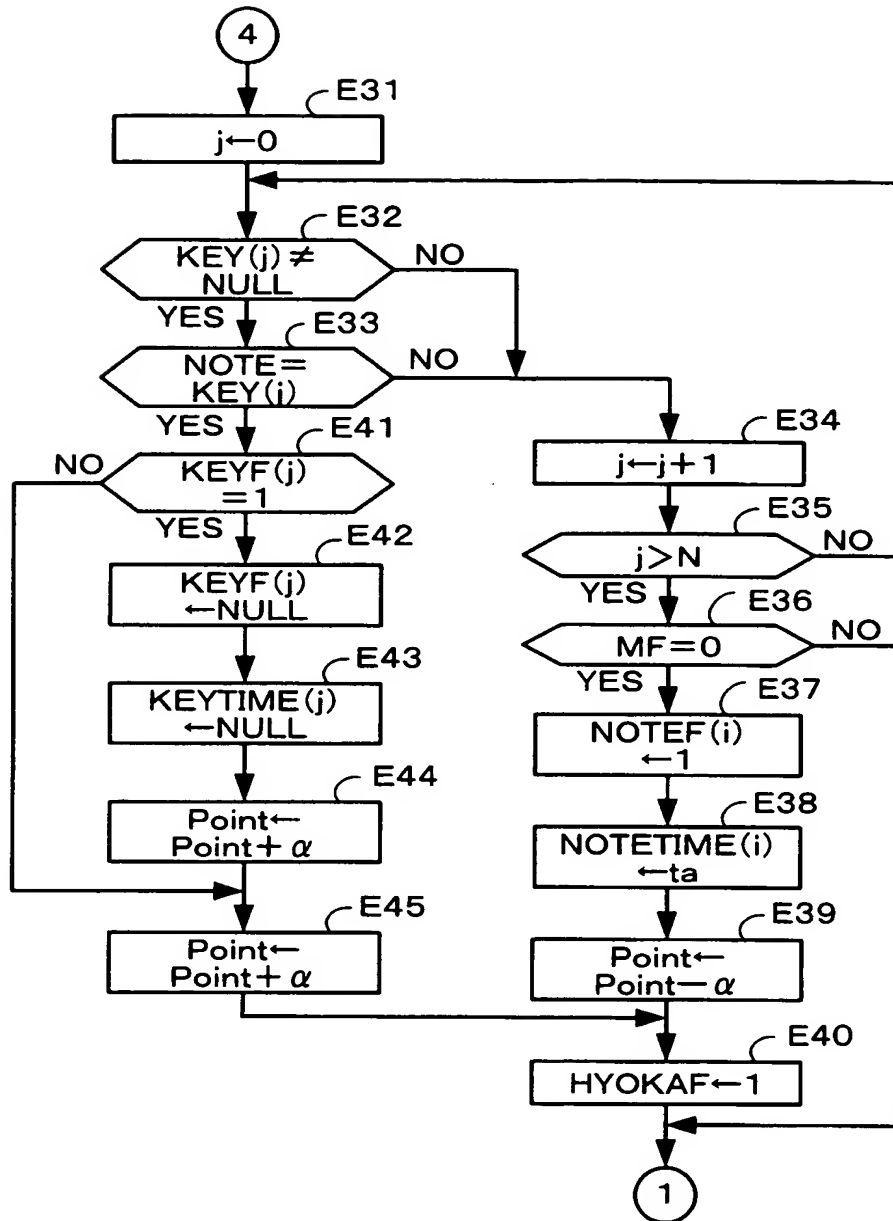 4
E31
j←0
E32
KEY(j)≠
NULL
NO
YES
E33
NOTE=
KEY(j)
NO
YES
E41
NO
KEYF(j)
=1
YES
E42
KEYF(j)
←NULL
E43
KEYTIME(j)
←NULL
E44
Point←
Point+α
E45
Point←
Point+α
E34
j←j+1
E35
j>N
NO
YES
E36
MF=0
NO
YES
E37
NOTEF(i)
←1
E38
NOTETIME(i)
←ta
E39
Point←
Point−α
E40
HYOKAF←1
1